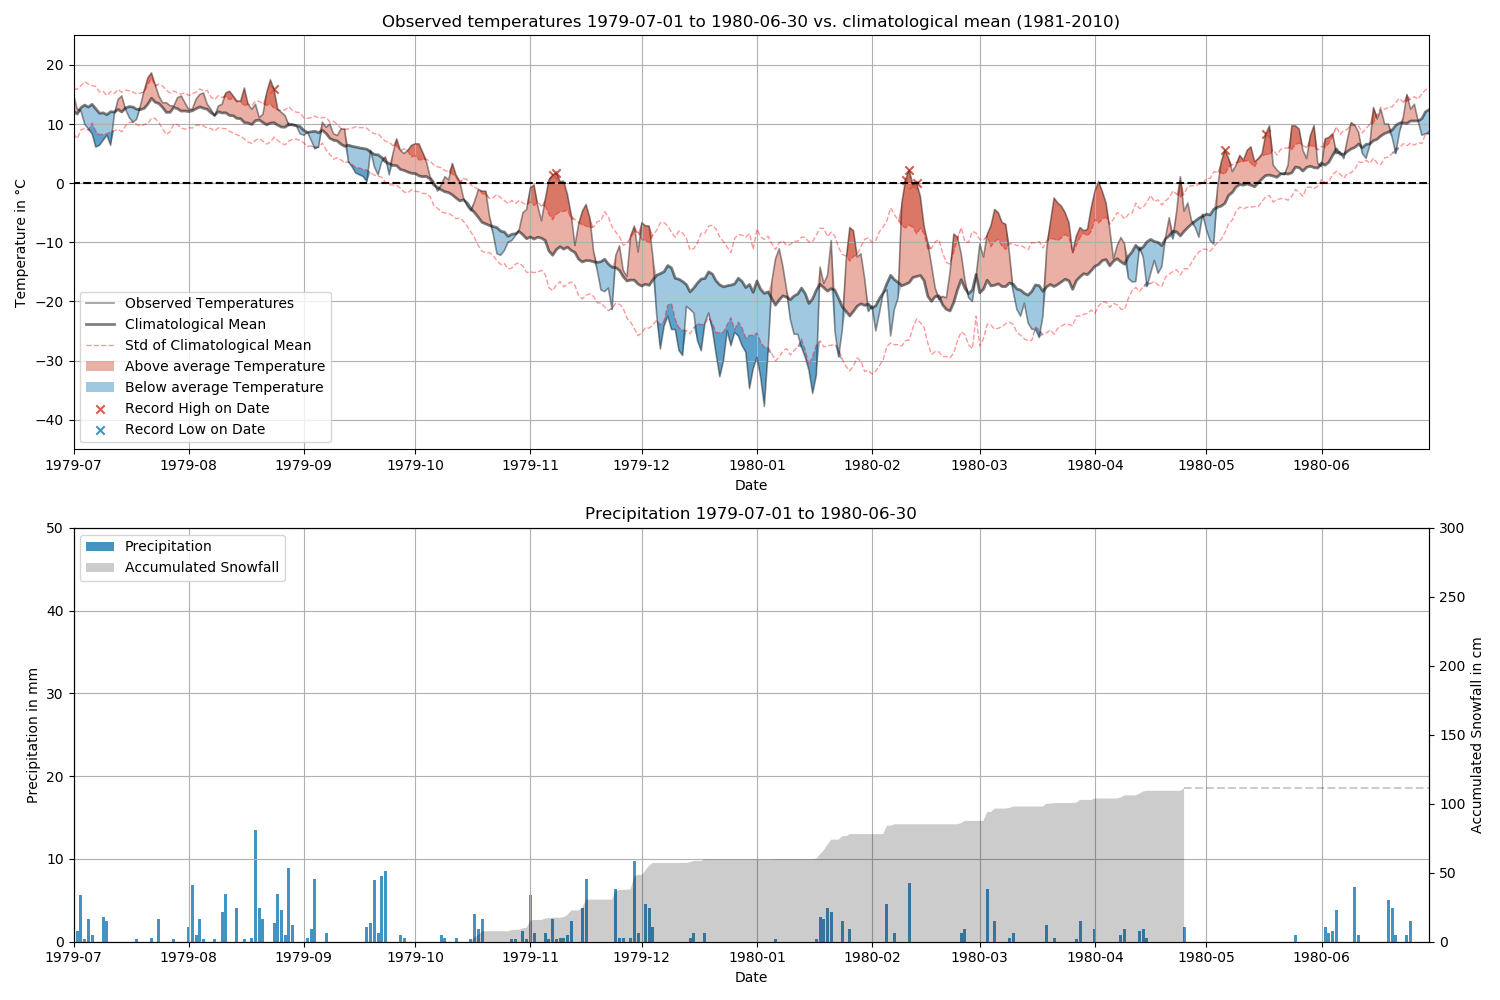 Observed temperatures 1979-07-01 to 1980-06-30 vs. climatological mean (1981-2010)
Temperature in °C
20
10
0
−10
−20
−30
−40
Observed Temperatures
Climatological Mean
Std of Climatological Mean
Above average Temperature
Below average Temperature
Record High on Date
Record Low on Date
1979-07 1979-08 1979-09 1979-10 1979-11 1979-12 1980-01 1980-02 1980-03 1980-04 1980-05 1980-06
Date
Precipitation 1979-07-01 to 1980-06-30
Precipitation in mm
50
40
30
20
10
0
Precipitation
Accumulated Snowfall
300
250
200
150
100
50
0
Accumulated Snowfall in cm
1979-07 1979-08 1979-09 1979-10 1979-11 1979-12 1980-01 1980-02 1980-03 1980-04 1980-05 1980-06
Date